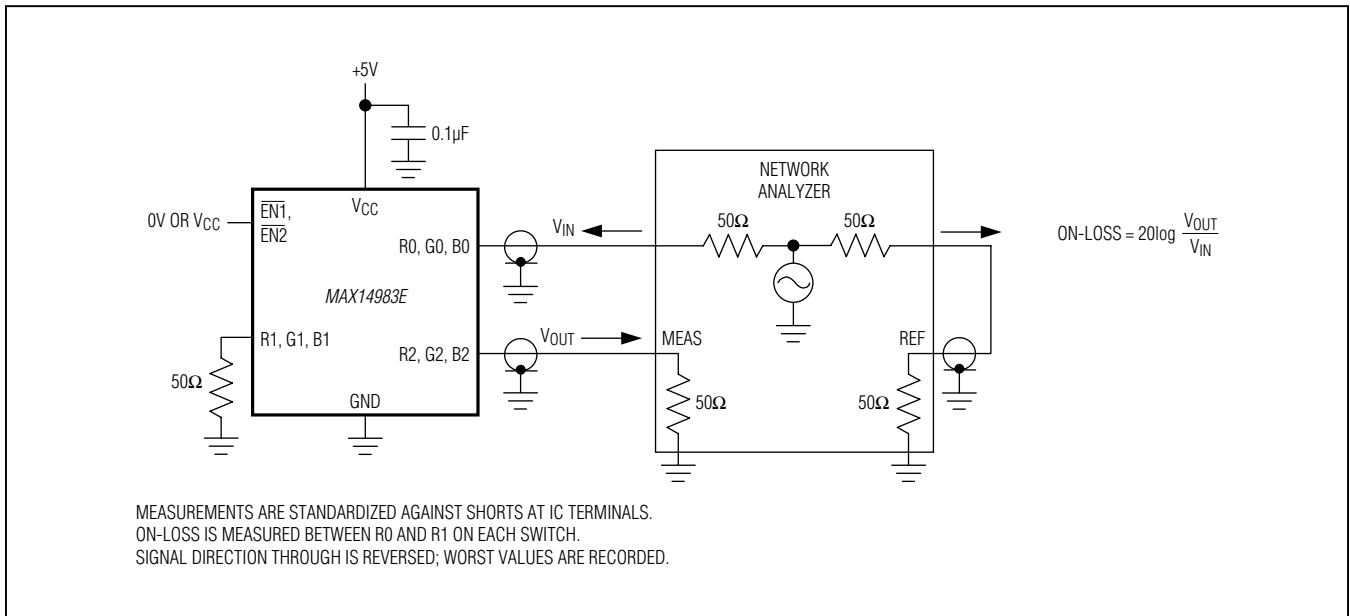 +5V
0.1µF
NETWORK
ANALYZER
50Ω
50Ω
0V OR VCC
EN1,
EN2
VCC
VIN
R0, G0, B0
ON-LOSS = 20log VOUT
VIN
MAX14983E
R1, G1, B1
VOUT
MEAS
REF
R2, G2, B2
50Ω
GND
50Ω
50Ω
MEASUREMENTS ARE STANDARDIZED AGAINST SHORTS AT IC TERMINALS.
ON-LOSS IS MEASURED BETWEEN R0 AND R1 ON EACH SWITCH.
SIGNAL DIRECTION THROUGH IS REVERSED; WORST VALUES ARE RECORDED.